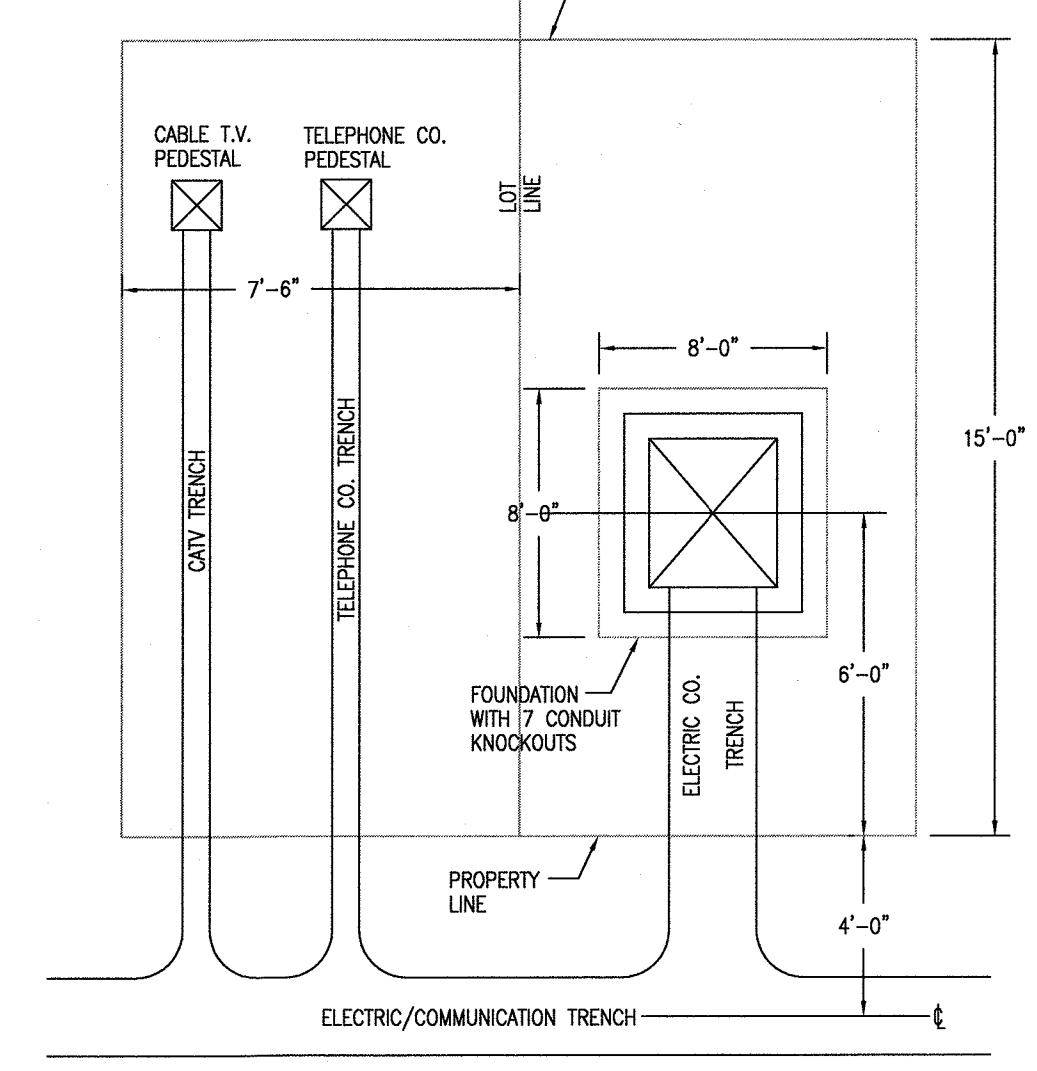 CABLE T.V.
PEDESTAL
TELEPHONE CO.
PEDESTAL
LOT
LINE
7'-6"
8'-0"
15'-0"
8'-0"
CATV TRENCH
TELEPHONE CO. TRENCH
6'-0"
FOUNDATION
WITH 7 CONDUIT
KNOCKOUTS
ELECTRIC CO.
TRENCH
PROPERTY
LINE
4'-0"
ELECTRIC/COMMUNICATION TRENCH
℄